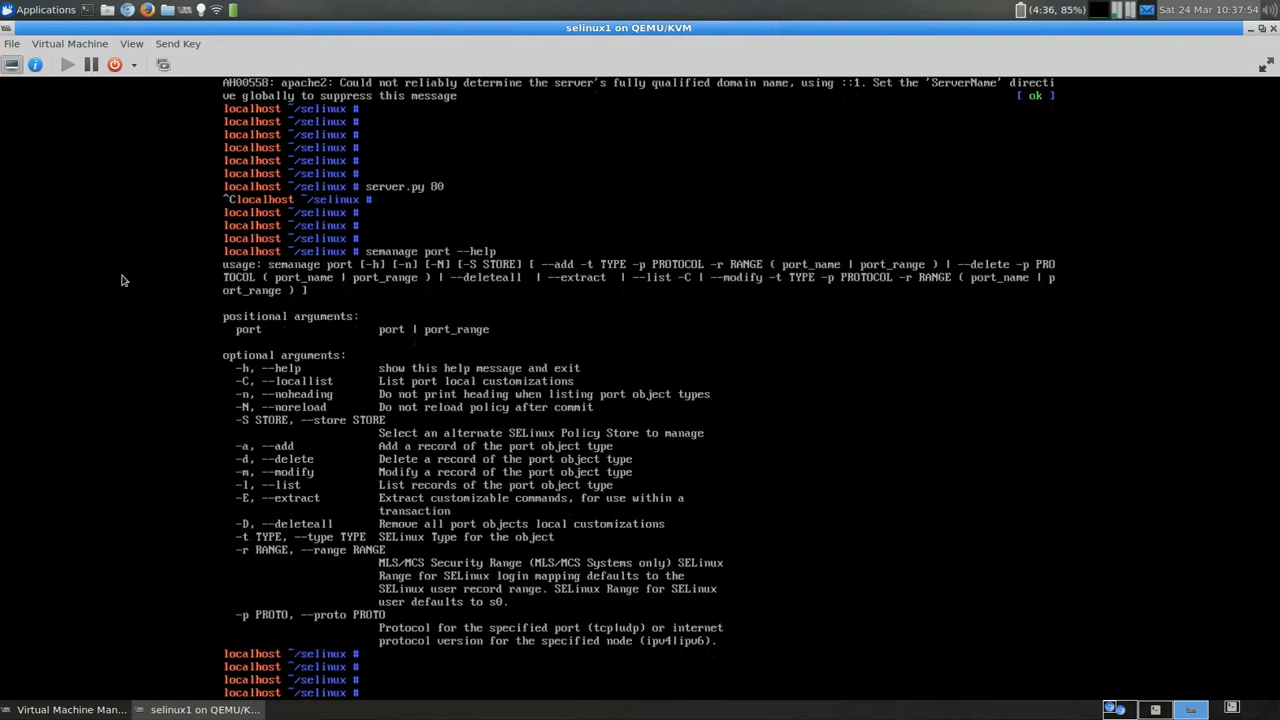 Applications
(4:36, 85%)
Sat 24 Mar 10:37:54
selinux1 on QEMU/KVM
File Virtual Machine View Send Key
AH00558: apache2: Could not reliably determine the server's fully qualified domain name, using ::1. Set the 'ServerName' directi
ve globally to suppress this message [ ok ]
localhost ~/selinux #
localhost ~/selinux #
localhost ~/selinux #
localhost ~/selinux #
localhost ~/selinux #
localhost ~/selinux #
localhost ~/selinux # server.py 80
^Clocalhost ~/selinux #
localhost ~/selinux #
localhost ~/selinux #
localhost ~/selinux #
localhost ~/selinux # semanage port --help
usage: semanage port [-h] [-n] [-N] [-S STORE] [ --add -t TYPE -p PROTOCOL -r RANGE ( port_name | port_range ) | --delete -p PRO
TOCOL ( port_name | port_range ) | --deleteall | --extract | --list -C | --modify -t TYPE -p PROTOCOL -r RANGE ( port_name | p
ort_range ) ]
positional arguments:
port port | port_range
optional arguments:
-h, --help show this help message and exit
-C, --locallist List port local customizations
-n, --noheading Do not print heading when listing port object types
-N, --noreload Do not reload policy after commit
-S STORE, --store STORE
Select an alternate SELinux Policy Store to manage
-a, --add Add a record of the port object type
-d, --delete Delete a record of the port object type
-m, --modify Modify a record of the port object type
-l, --list List records of the port object type
-E, --extract Extract customizable commands, for use within a
transaction
-D, --deleteall Remove all port objects local customizations
-t TYPE, --type TYPE SELinux Type for the object
-r RANGE, --range RANGE
MLS/MCS Security Range (MLS/MCS Systems only) SELinux
Range for SELinux login mapping defaults to the
SELinux user record range. SELinux Range for SELinux
user defaults to s0.
-p PROTO, --proto PROTO
Protocol for the specified port (tcp|udp) or internet
protocol version for the specified node (ipv4|ipv6).
localhost ~/selinux #
localhost ~/selinux #
localhost ~/selinux #
localhost ~/selinux #
Virtual Machine Man... selinux1 on QEMU/K...